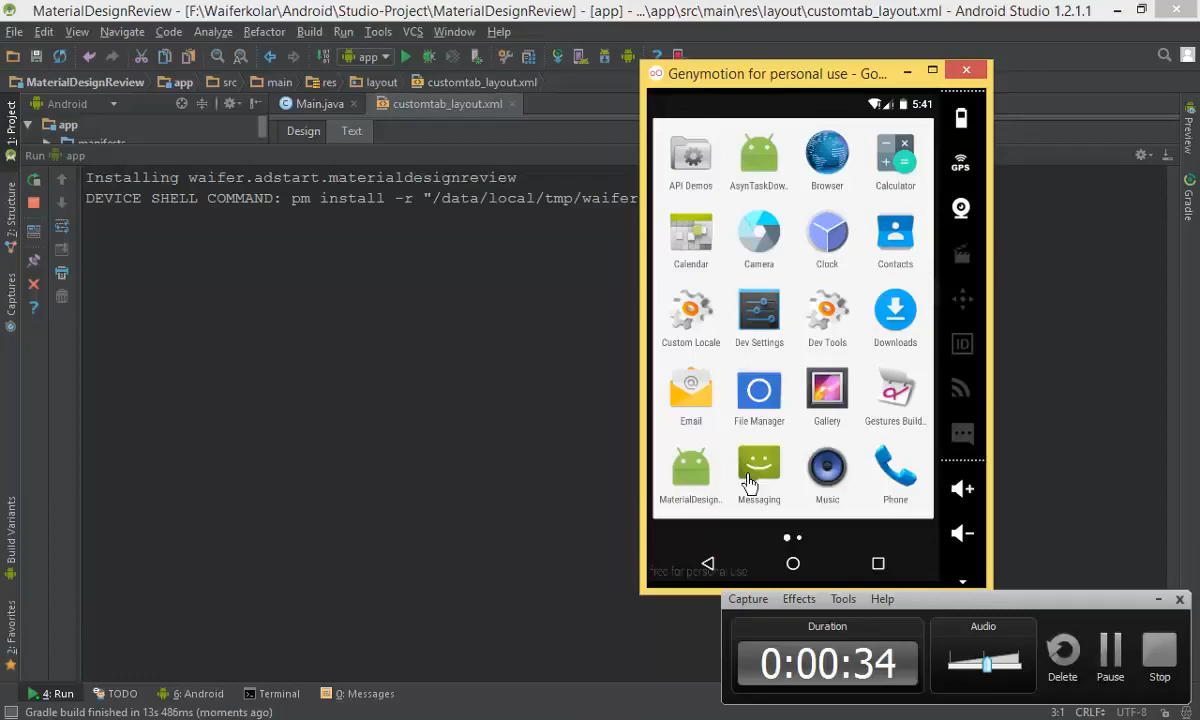 MaterialDesignReview - [F:\Waiferkolar\Android\Studio-Project\MaterialDesignReview] - [app] - ...\app\src\main\res\layout\customtab_layout.xml - Android Studio 1.2.1.1
File Edit View Navigate Code Analyze Refactor Build Run Tools VCS Window Help
app
MaterialDesignReview app src main res layout customtab_layout.xml
Android Main.java customtab_layout.xml
app
Design Text
Run app
Installing waifer.adstart.materialdesignreview
DEVICE SHELL COMMAND: pm install -r "/data/local/tmp/waifer
1: Project
7: Structure
Captures
Build Variants
2: Favorites
Preview
Gradle
Genymotion for personal use - Go...
5:41
API Demos AsynTaskDow.. Browser Calculator
Calendar Camera Clock Contacts
Custom Locale Dev Settings Dev Tools Downloads
Email File Manager Gallery Gestures Build..
MaterialDesign.. Messaging Music Phone
free for personal use
GPS
ID
Capture Effects Tools Help
Duration Audio
0:00:34
Delete Pause Stop
4: Run TODO 6: Android Terminal 0: Messages
Gradle build finished in 13s 486ms (moments ago)
3:1 CRLF UTF-8